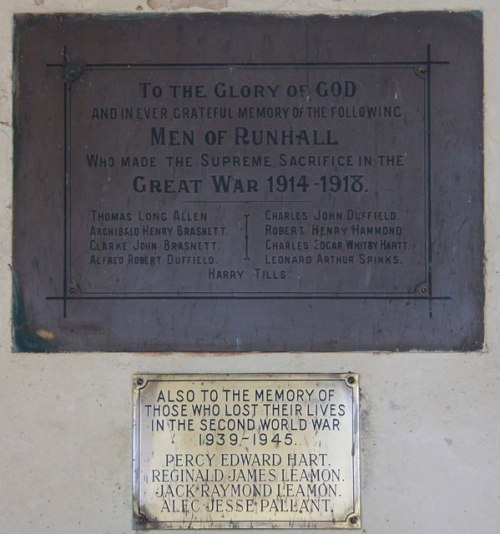 TO THE GLORY OF GOD
AND IN EVER GRATEFUL MEMORY OF THE FOLLOWING
MEN OF RUNHALL
WHO MADE THE SUPREME SACRIFICE IN THE
GREAT WAR 1914-1918.
THOMAS LONG ALLEN
ARCHIBALD HENRY BRASNETT.
CLARKE JOHN BRASNETT.
ALFRED ROBERT DUFFIELD
CHARLES JOHN DUFFIELD.
ROBERT HENRY HAMMOND
CHARLES EDGAR WHITBY HARTT
LEONARD ARTHUR SPINKS.
HARRY TILLS.
ALSO TO THE MEMORY OF
THOSE WHO LOST THEIR LIVES
IN THE SECOND WORLD WAR
1939-1945.
PERCY EDWARD HART.
REGINALD JAMES LEAMON.
JACK RAYMOND LEAMON.
ALEC JESSE PALLANT.